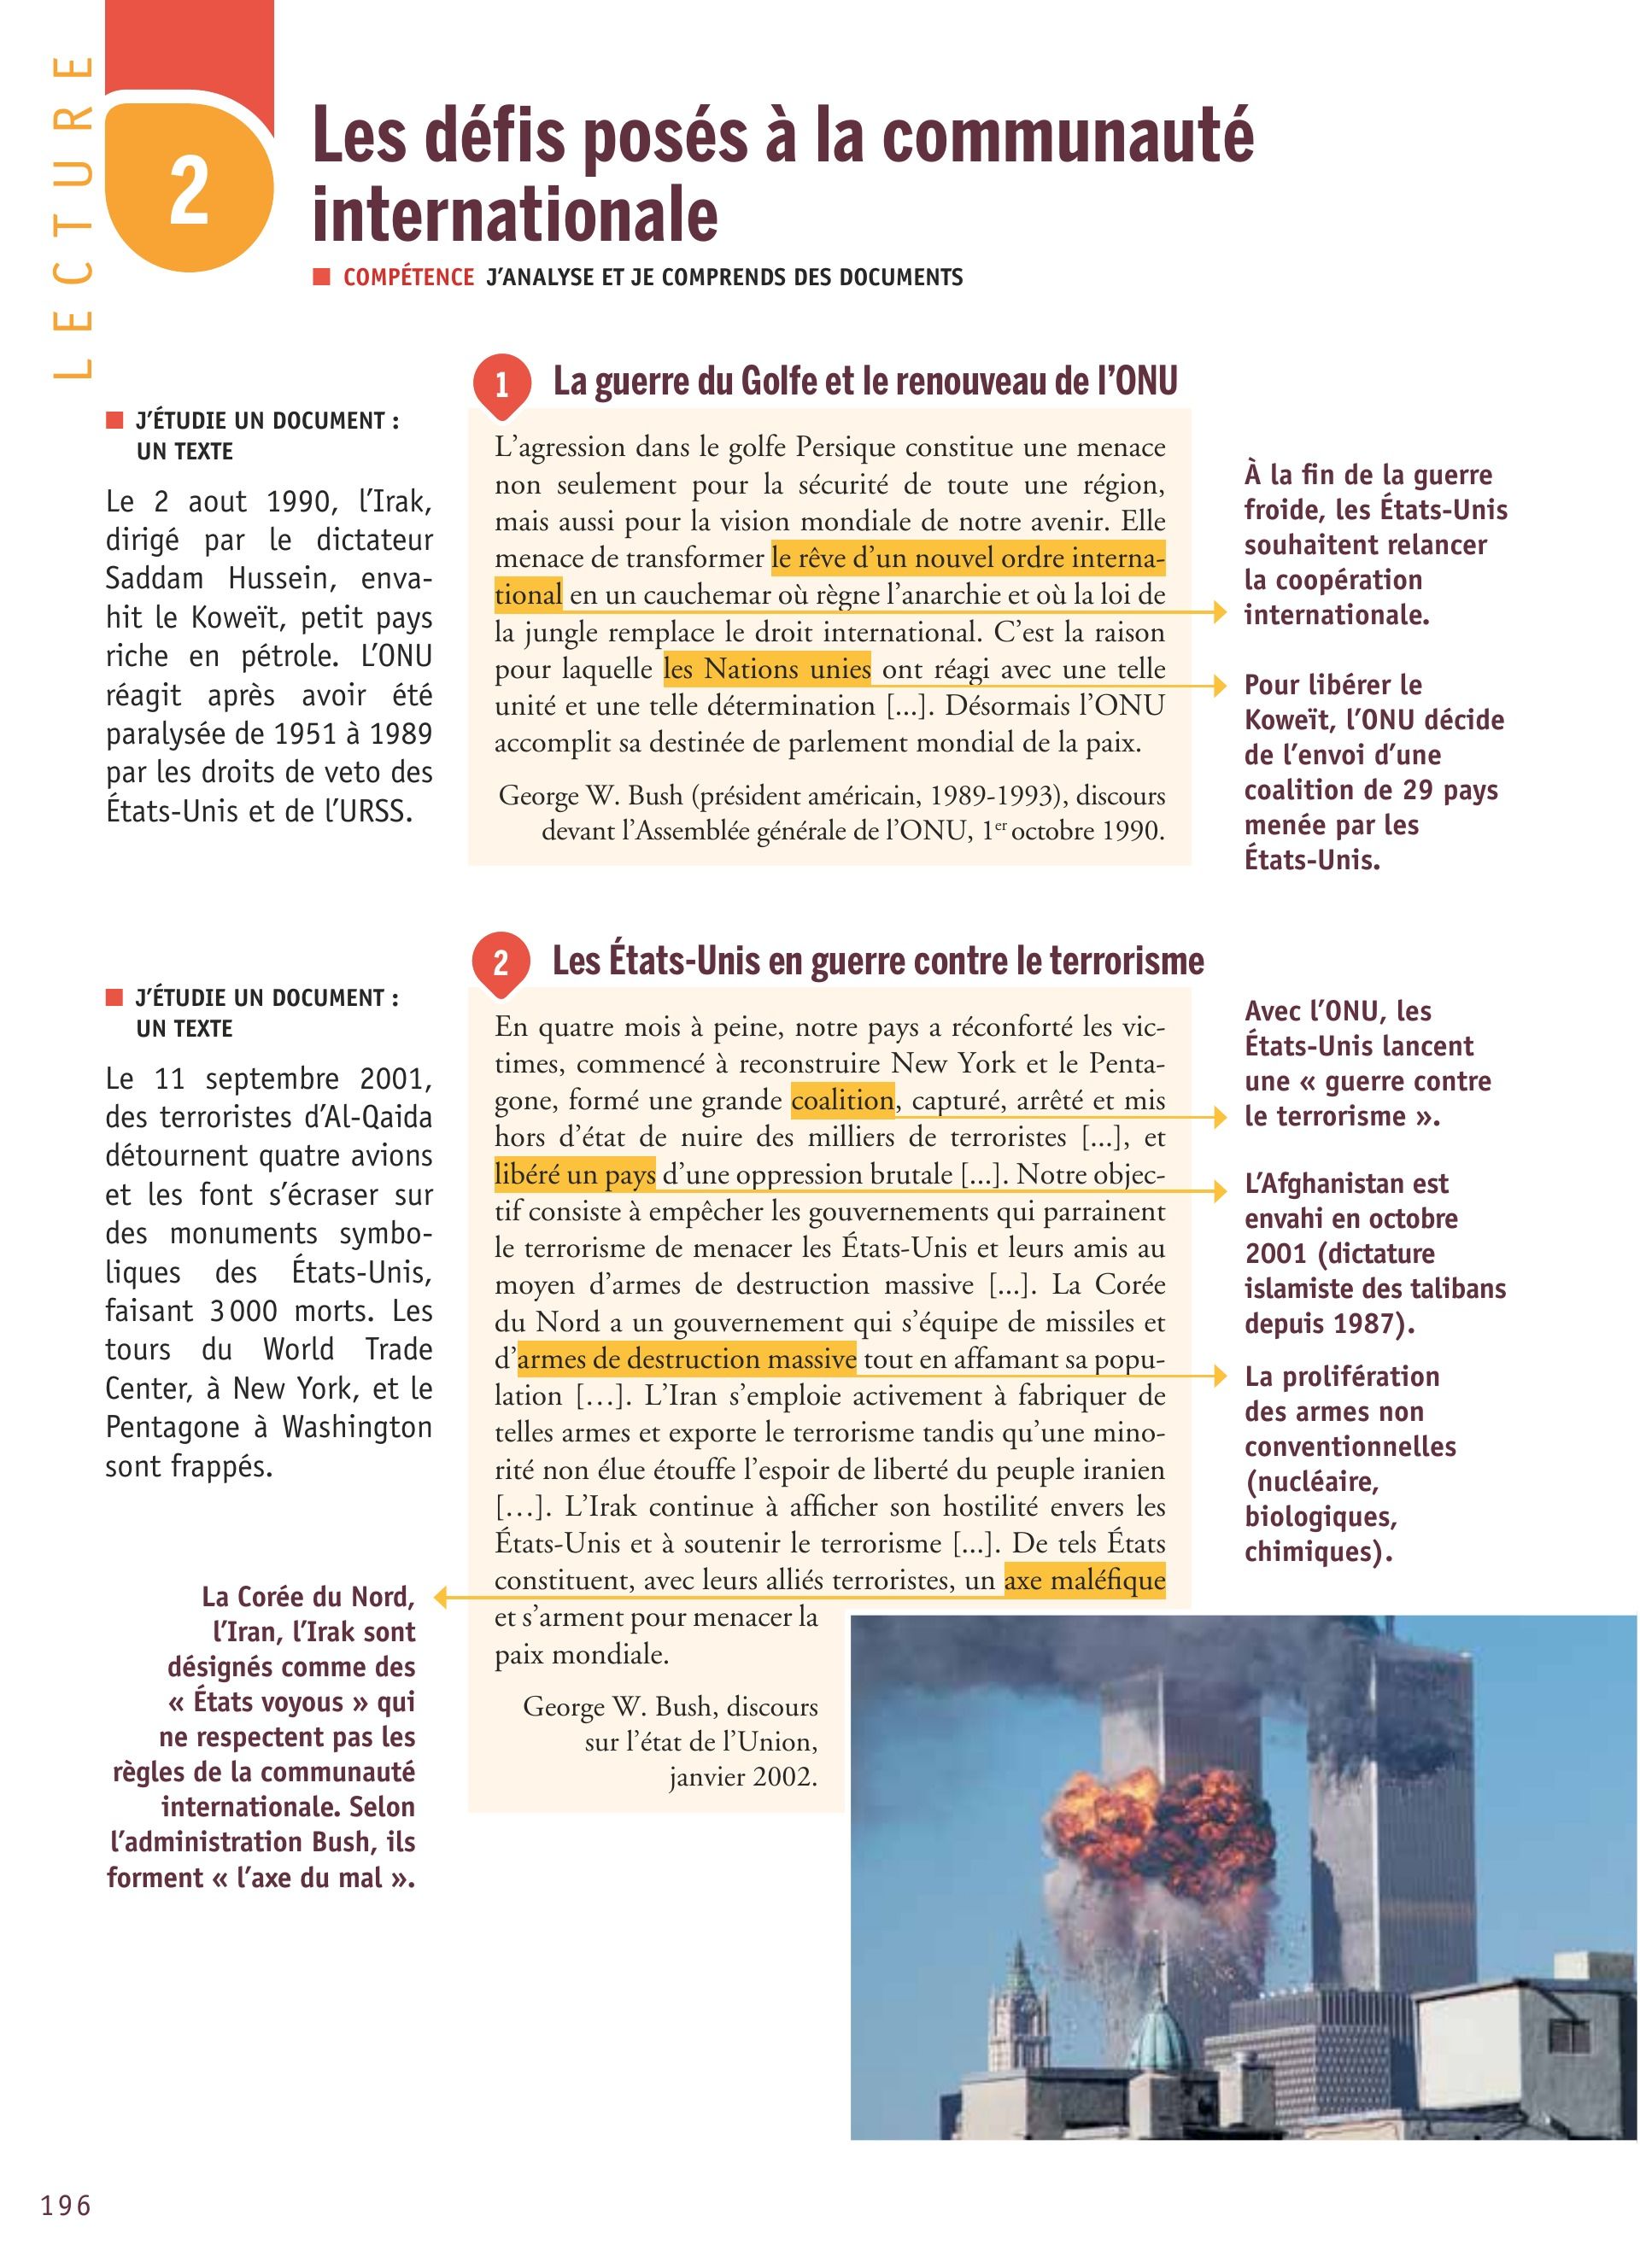 LECTURE
2
Les défis posés à la communauté
internationale
■ COMPÉTENCE J'ANALYSE ET JE COMPRENDS DES DOCUMENTS
■ J'ÉTUDIE UN DOCUMENT :
UN TEXTE
Le 2 aout 1990, l'Irak,
dirigé par le dictateur
Saddam Hussein, enva-
hit le Koweït, petit pays
riche en pétrole. L'ONU
réagit après avoir été
paralysée de 1951 à 1989
par les droits de veto des
États-Unis et de l'URSS.
1 La guerre du Golfe et le renouveau de l'ONU
L'agression dans le golfe Persique constitue une menace
non seulement pour la sécurité de toute une région,
mais aussi pour la vision mondiale de notre avenir. Elle
menace de transformer le rêve d'un nouvel ordre interna-
tional en un cauchemar où règne l'anarchie et où la loi de
la jungle remplace le droit international. C'est la raison
pour laquelle les Nations unies ont réagi avec une telle
unité et une telle détermination [...]. Désormais l'ONU
accomplit sa destinée de parlement mondial de la paix.
George W. Bush (président américain, 1989-1993), discours
devant l'Assemblée générale de l'ONU, 1er octobre 1990.
À la fin de la guerre
froide, les États-Unis
souhaitent relancer
la coopération
internationale.
Pour libérer le
Koweït, l'ONU décide
de l'envoi d'une
coalition de 29 pays
menée par les
États-Unis.
■ J'ÉTUDIE UN DOCUMENT :
UN TEXTE
Le 11 septembre 2001,
des terroristes d'Al-Qaida
détournent quatre avions
et les font s'écraser sur
des monuments symbo-
liques des États-Unis,
faisant 3 000 morts. Les
tours du World Trade
Center, à New York, et le
Pentagone à Washington
sont frappés.
2 Les États-Unis en guerre contre le terrorisme
En quatre mois à peine, notre pays a réconforté les vic-
times, commencé à reconstruire New York et le Penta-
gone, formé une grande coalition, capturé, arrêté et mis
hors d'état de nuire des milliers de terroristes [...], et
libéré un pays d'une oppression brutale [...]. Notre objec-
tif consiste à empêcher les gouvernements qui parrainent
le terrorisme de menacer les États-Unis et leurs amis au
moyen d'armes de destruction massive [...]. La Corée
du Nord a un gouvernement qui s'équipe de missiles et
d'armes de destruction massive tout en affamant sa popu-
lation […]. L'Iran s'emploie activement à fabriquer de
telles armes et exporte le terrorisme tandis qu'une mino-
rité non élue étouffe l'espoir de liberté du peuple iranien
[…]. L'Irak continue à afficher son hostilité envers les
États-Unis et à soutenir le terrorisme [...]. De tels États
constituent, avec leurs alliés terroristes, un axe maléfique
et s'arment pour menacer la
paix mondiale.
George W. Bush, discours
sur l'état de l'Union,
janvier 2002.
Avec l'ONU, les
États-Unis lancent
une « guerre contre
le terrorisme ».
L'Afghanistan est
envahi en octobre
2001 (dictature
islamiste des talibans
depuis 1987).
La prolifération
des armes non
conventionnelles
(nucléaire,
biologiques,
chimiques).
La Corée du Nord,
l'Iran, l'Irak sont
désignés comme des
« États voyous » qui
ne respectent pas les
règles de la communauté
internationale. Selon
l'administration Bush, ils
forment « l'axe du mal ».
196